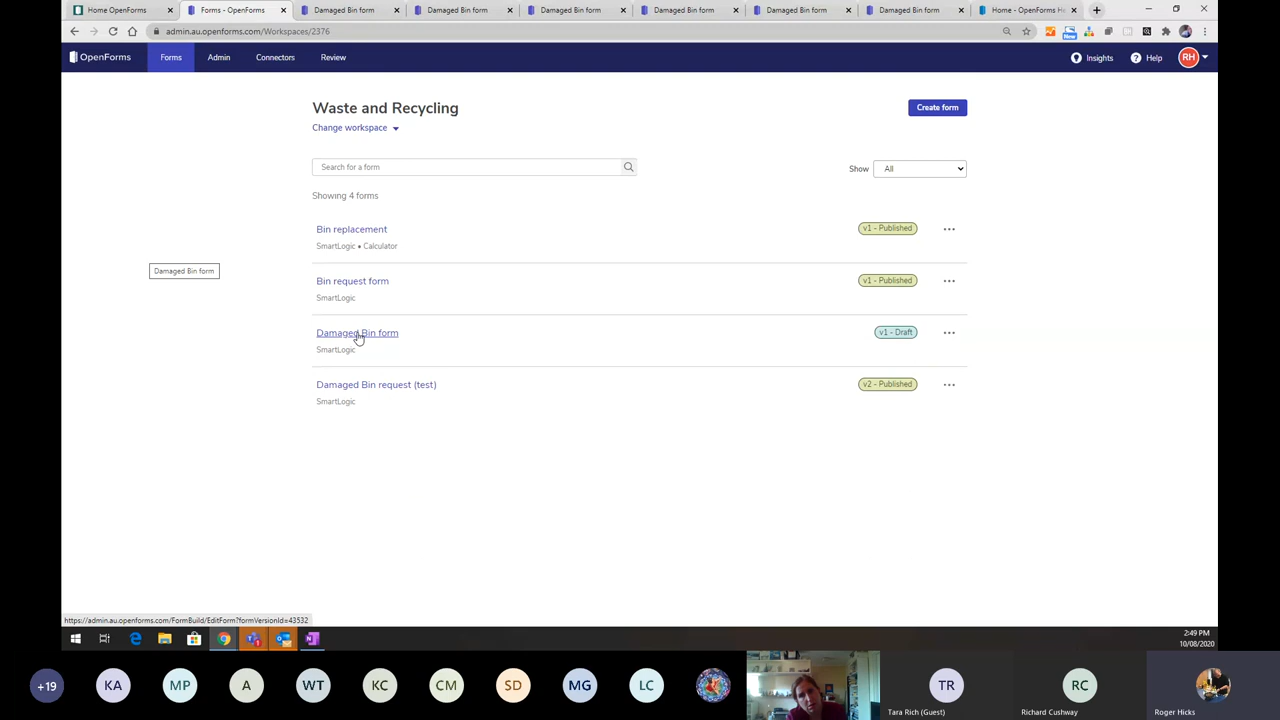 Home OpenForms
Forms - OpenForms
Damaged Bin form
Damaged Bin form
Damaged Bin form
Damaged Bin form
Damaged Bin form
Damaged Bin form
Home - OpenForms He
admin.au.openforms.com/Workspaces/2376
New
OpenForms
Forms
Admin
Connectors
Review
Insights
Help
RH
Waste and Recycling
Create form
Change workspace
Search for a form
Show
All
Showing 4 forms
Bin replacement
v1 - Published
SmartLogic • Calculator
Damaged Bin form
Bin request form
v1 - Published
SmartLogic
Damaged Bin form
v1 - Draft
SmartLogic
Damaged Bin request (test)
v2 - Published
SmartLogic
https://admin.au.openforms.com/FormBuild/EditForm?formVersionId=43532
2:49 PM
10/08/2020
+19
KA
MP
A
WT
KC
CM
SD
MG
LC
TR
RC
Tara Rich (Guest)
Richard Cushway
Roger Hicks